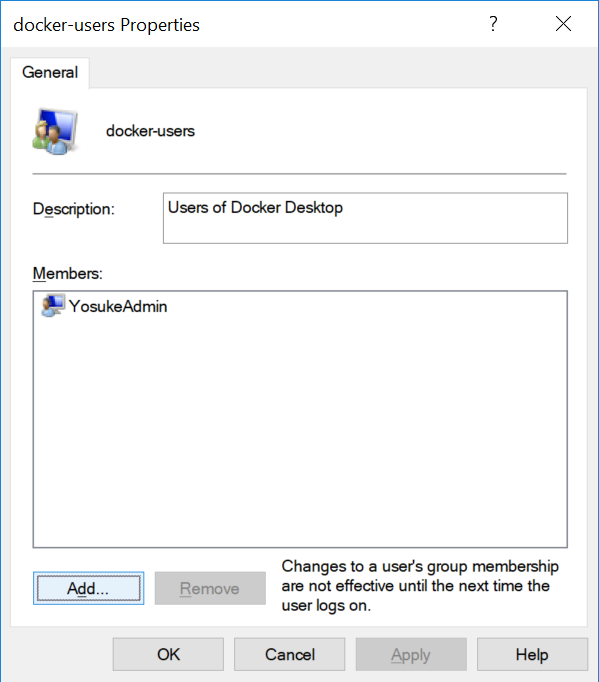 docker-users Properties
?
General
docker-users
Description:
Users of Docker Desktop
Members:
YosukeAdmin
Add...
Remove
Changes to a user's group membership
are not effective until the next time the
user logs on.
OK
Cancel
Apply
Help